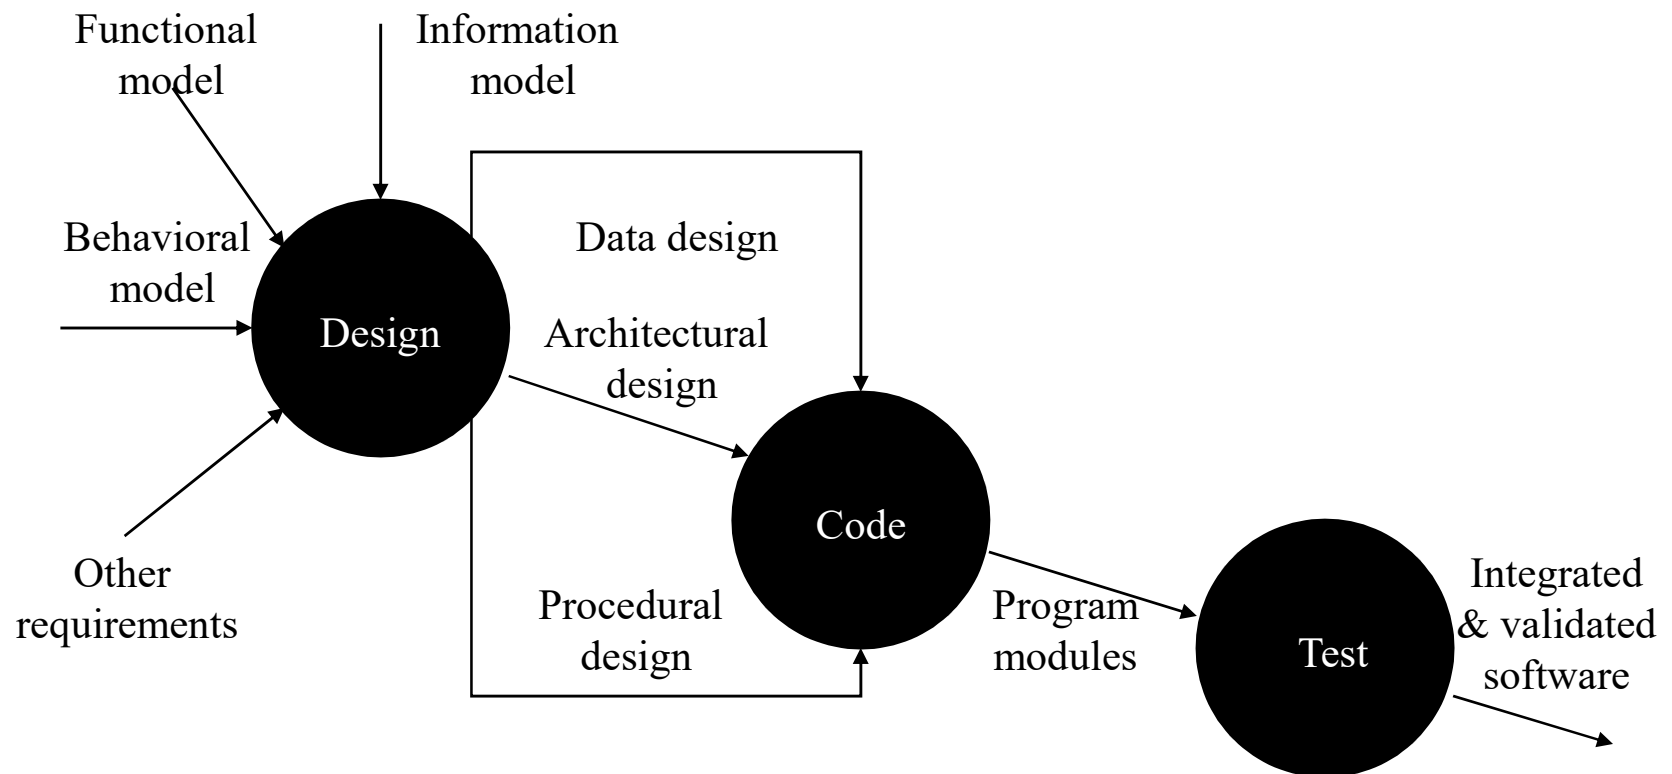 Functional
model
Information
model
Behavioral
model
Data design
Design
Architectural
design
Code
Other
requirements
Procedural
design
Program
modules
Test
Integrated
& validated
software